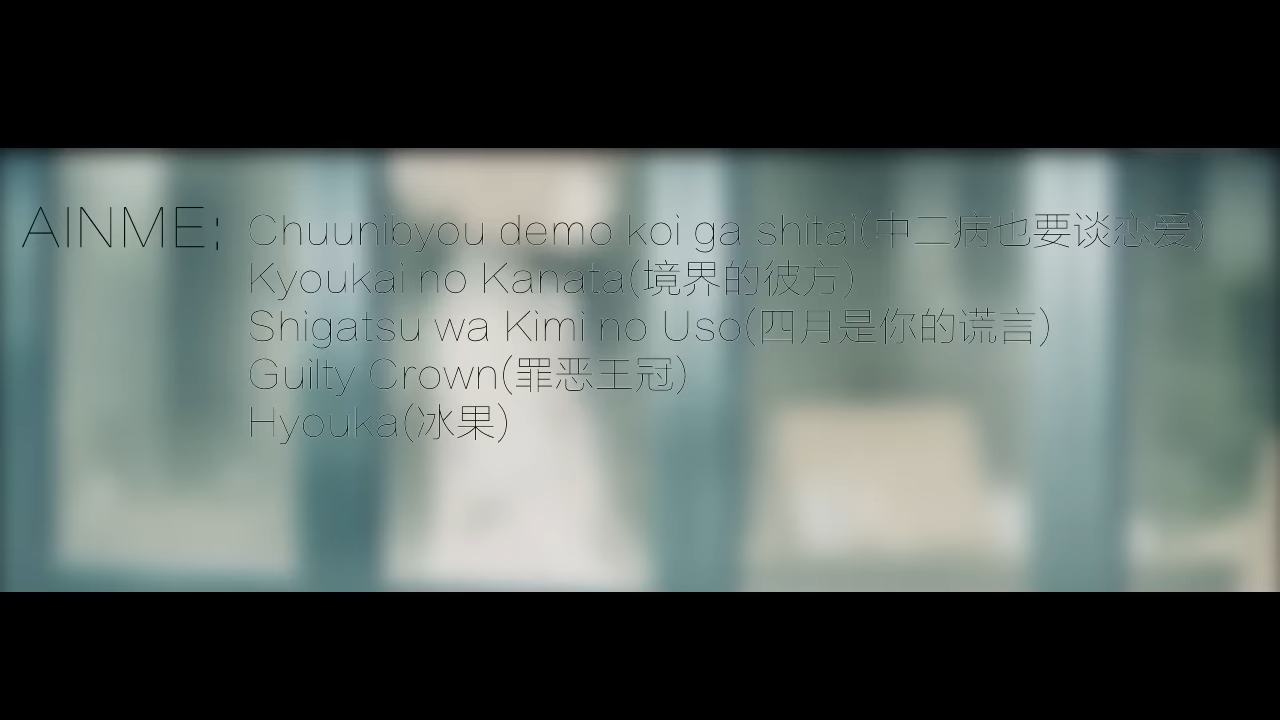 AINME: Chuunibyou demo koi ga shitai(中二病也要谈恋爱)
Kyoukai no Kanata(境界的彼方)
Shigatsu wa Kimi no Uso(四月是你的谎言)
Guilty Crown(罪恶王冠)
Hyouka(冰果)